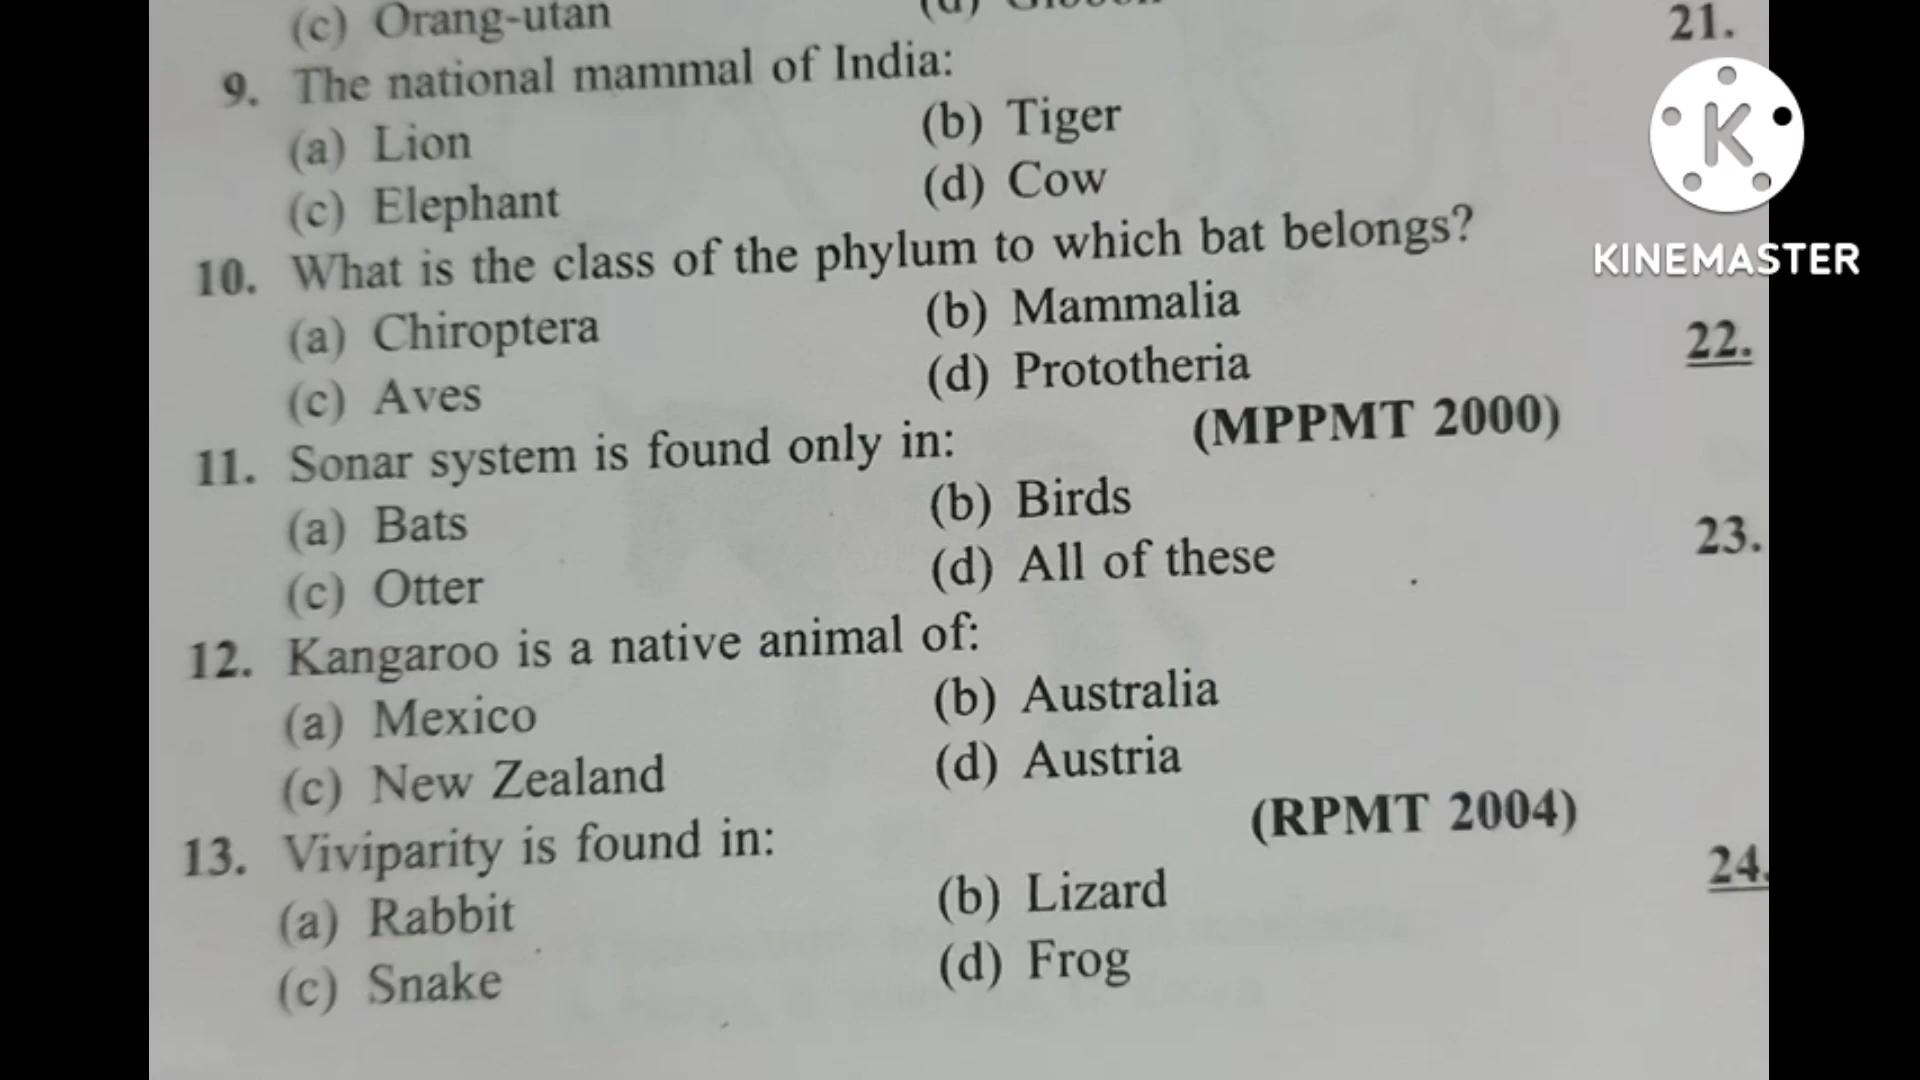 (c) Orang-utan
9. The national mammal of India:
(a) Lion (b) Tiger
(c) Elephant (d) Cow
10. What is the class of the phylum to which bat belongs?
(a) Chiroptera (b) Mammalia
(c) Aves (d) Prototheria
(MPPMT 2000)
11. Sonar system is found only in:
(a) Bats (b) Birds
(c) Otter (d) All of these
12. Kangaroo is a native animal of:
(a) Mexico (b) Australia
(c) New Zealand (d) Austria
(RPMT 2004)
13. Viviparity is found in:
(a) Rabbit (b) Lizard
(c) Snake (d) Frog
21.
22.
23.
24.
K
KINEMASTER